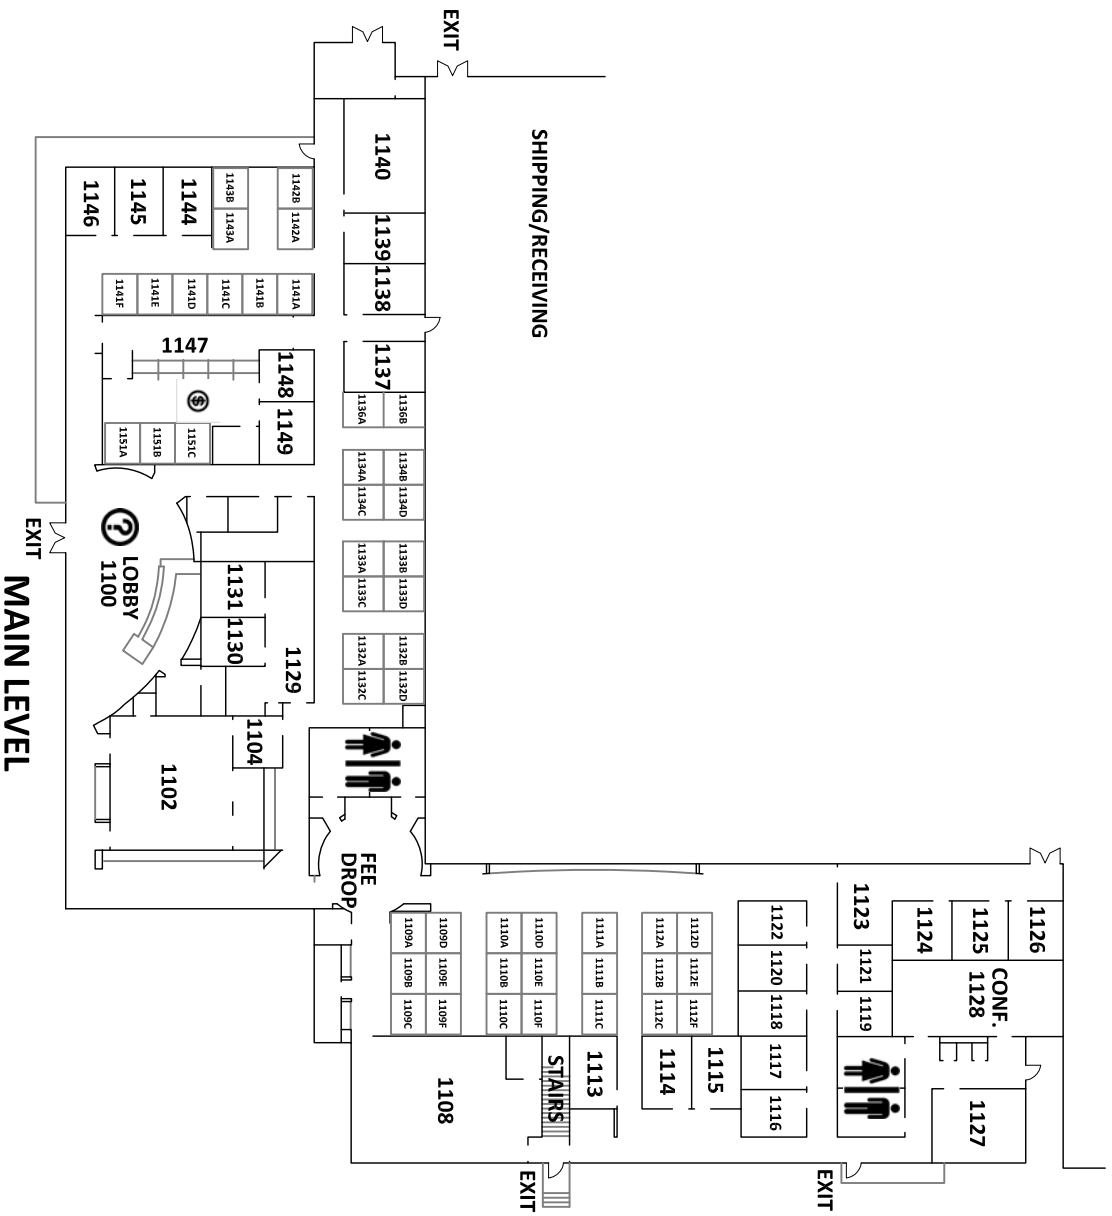 EXIT
SHIPPING/RECEIVING
1140
1139
1138
1137
1142B
1142A
1143B
1143A
1144
1145
1146
1141A
1141B
1141C
1141D
1141E
1141F
1147
1148
1149
$
1151C
1151B
1151A
1136B
1136A
1134B
1134D
1134A
1134C
1133B
1133D
1133A
1133C
1132B
1132D
1132A
1132C
EXIT
?
LOBBY
1100
1131
1130
1129
1104
1102
MAIN LEVEL
FEE
DROP
1109D
1109E
1109F
1109A
1109B
1109C
1110D
1110E
1110F
1110A
1110B
1110C
1111A
1111B
1111C
1112D
1112E
1112F
1112A
1112B
1112C
1122
1120
1118
1117
1116
1123
1121
1119
1124
1125
1126
CONF.
1128
1127
1115
1114
1113
STAIRS
1108
EXIT
EXIT